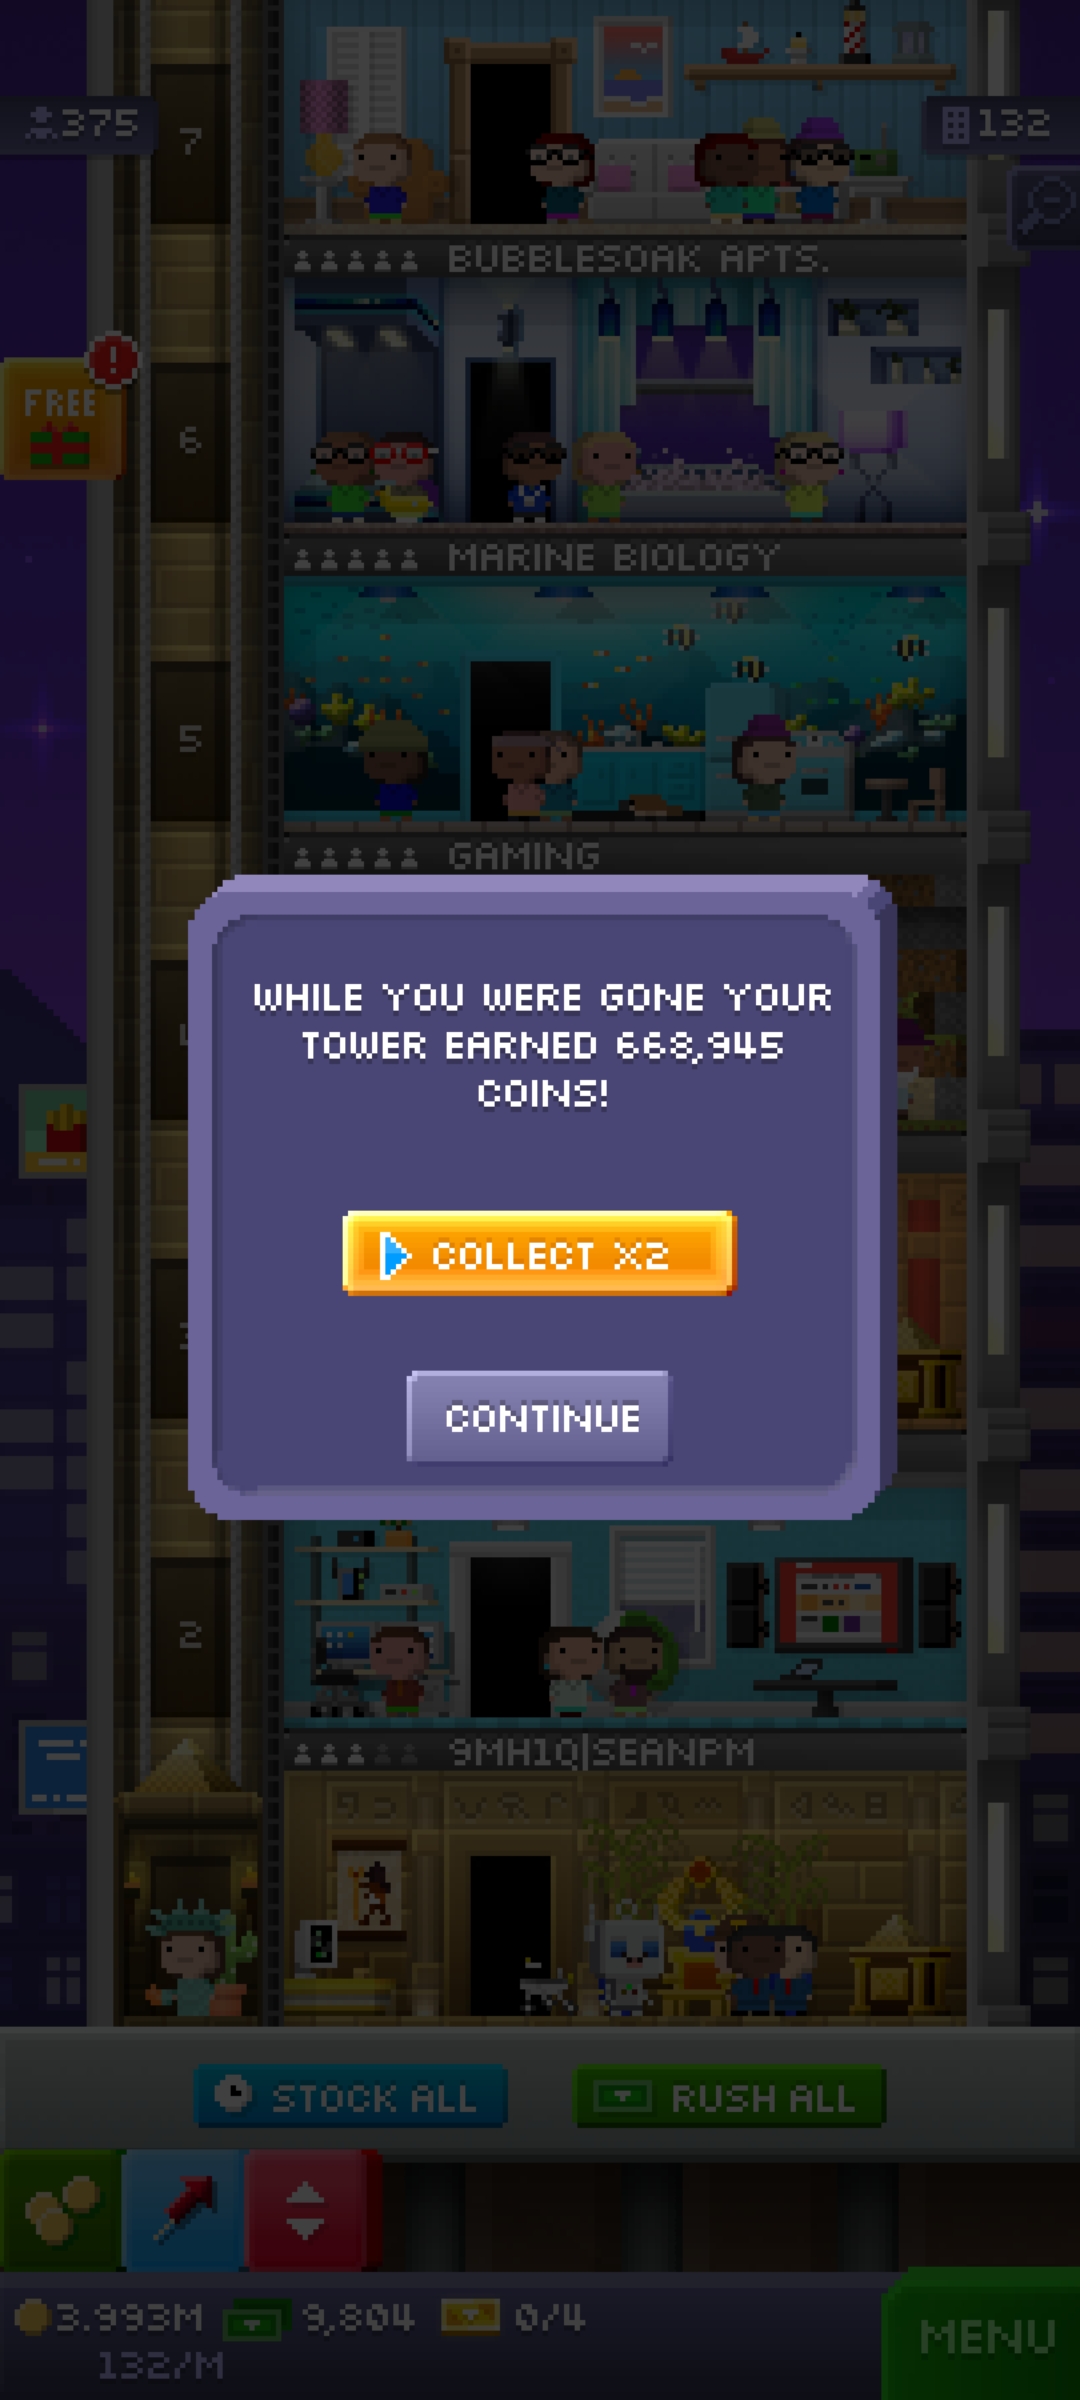 375
7
132
BUBBLESOAK APTS.
FREE
!
6
MARINE BIOLOGY
5
GAMING
WHILE YOU WERE GONE YOUR
TOWER EARNED 668,945
COINS!
COLLECT X2
CONTINUE
2
9MH1Q|SEANPM
STOCK ALL
RUSH ALL
3.993M
9,804
0/4
132/M
MENU